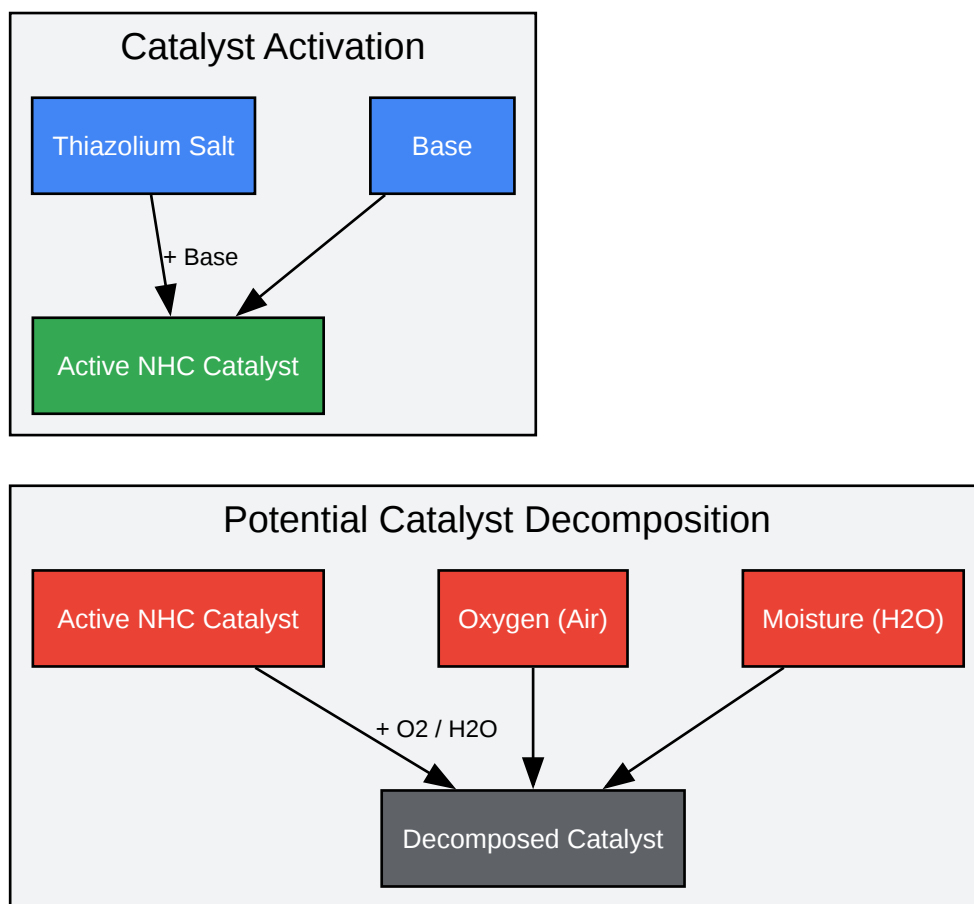 Catalyst Activation
Thiazolium Salt
Base
+ Base
Active NHC Catalyst
Potential Catalyst Decomposition
Active NHC Catalyst
Oxygen (Air)
Moisture (H2O)
+ O2 / H2O
Decomposed Catalyst